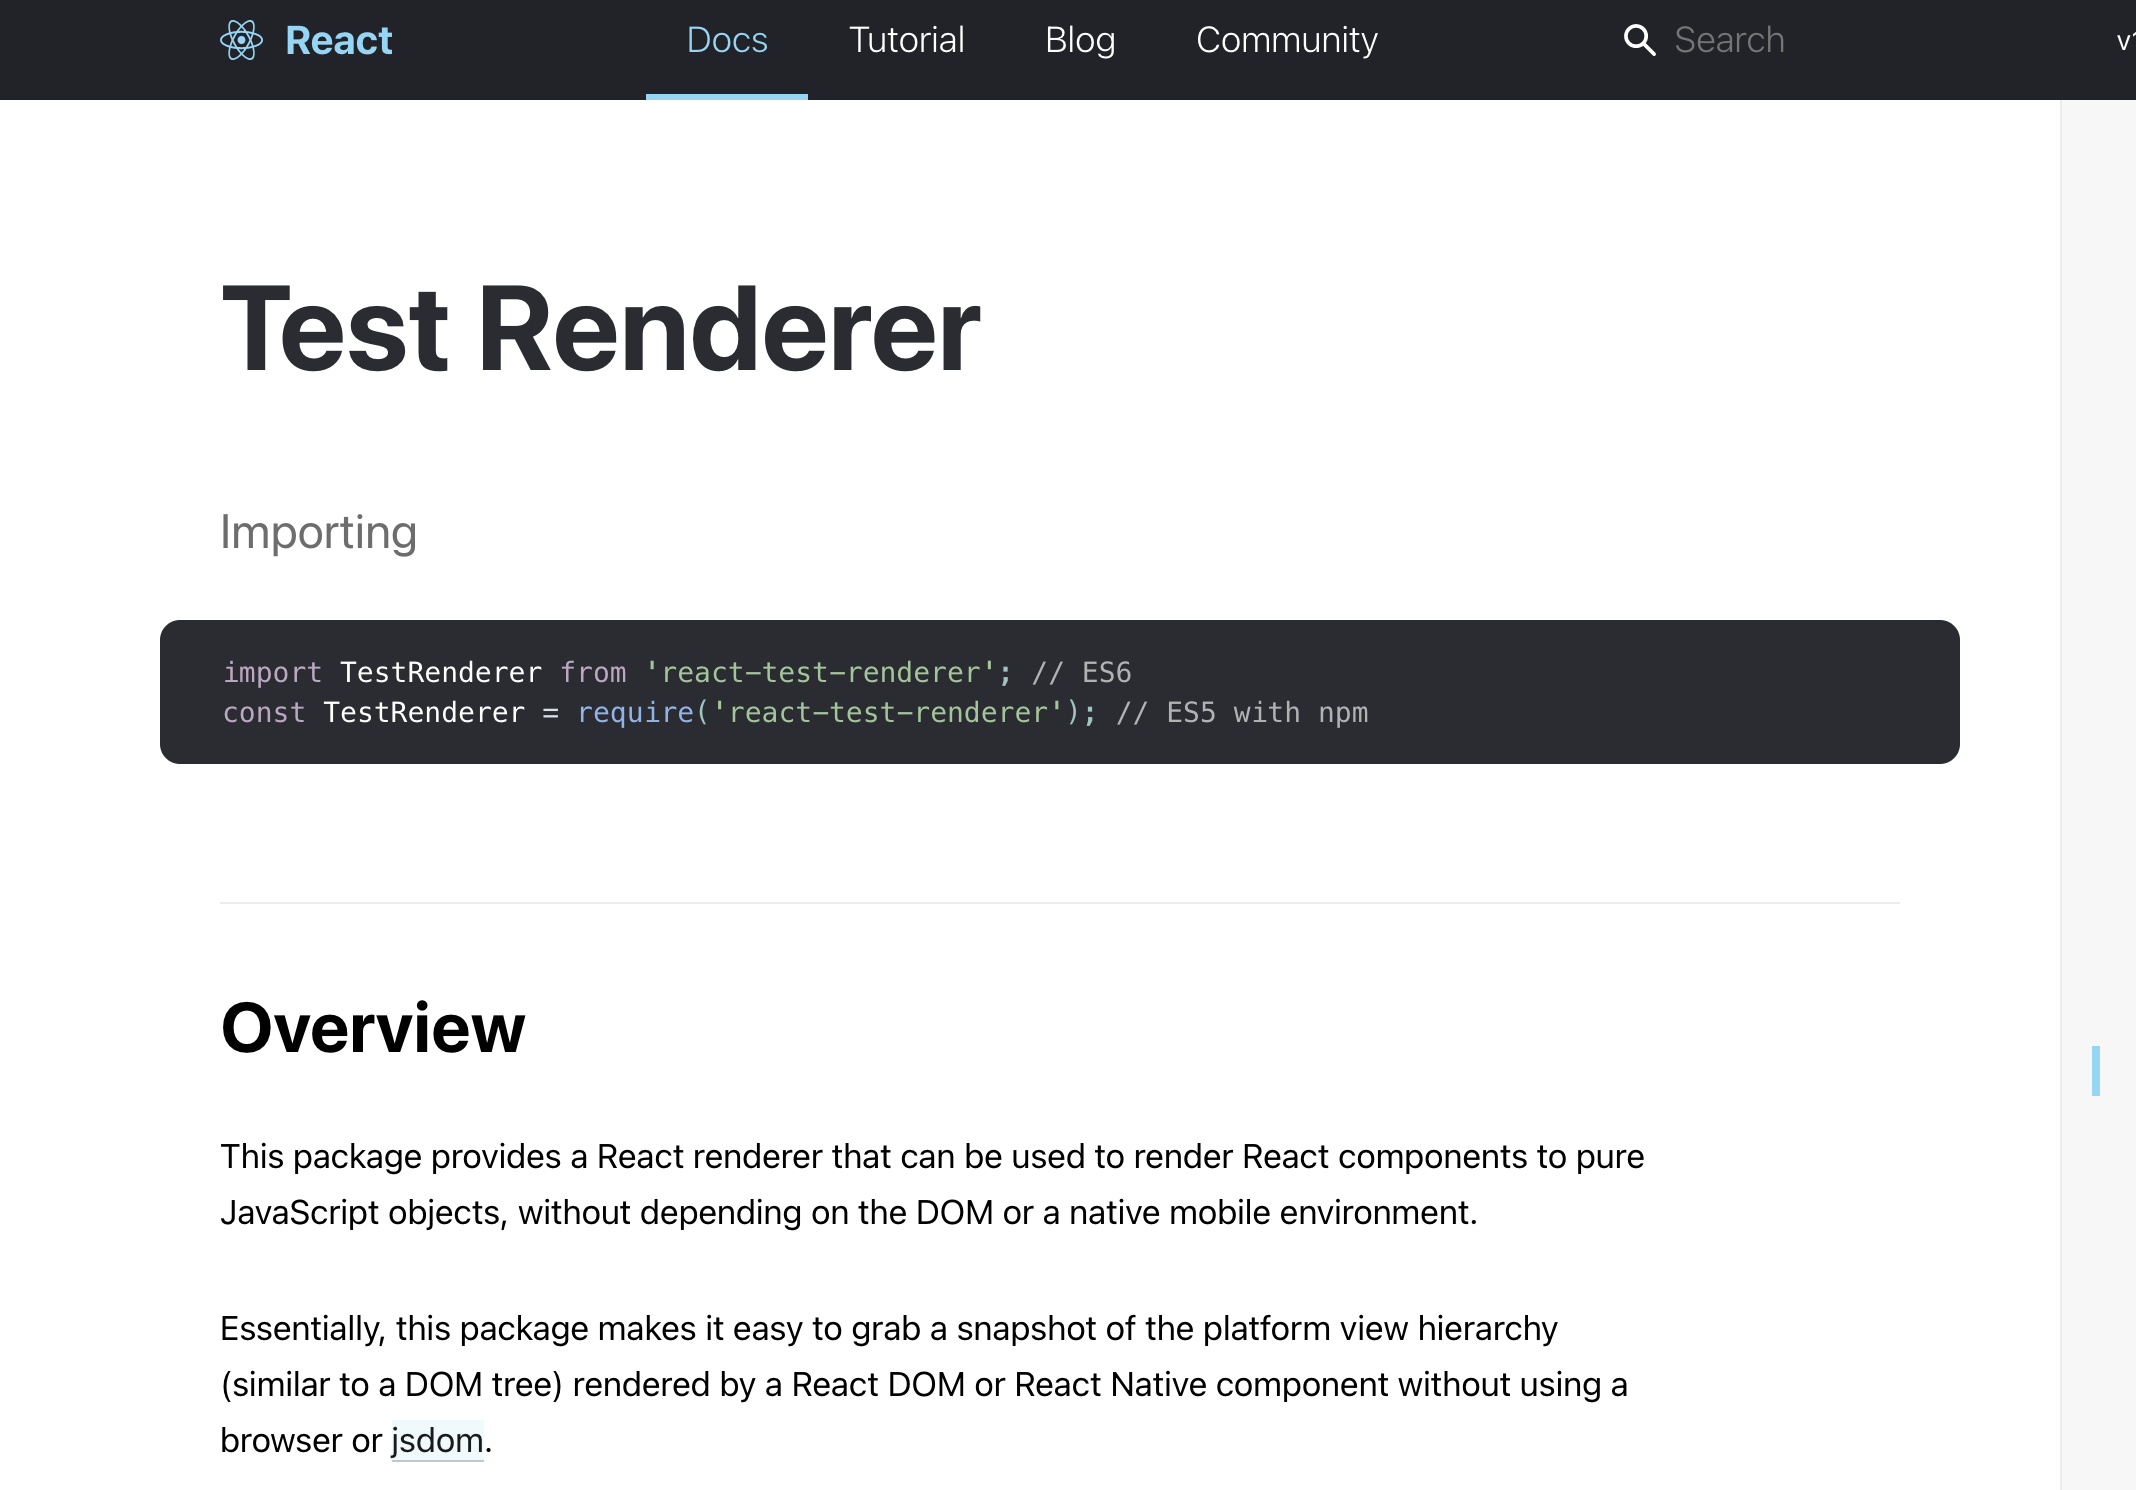 React Docs Tutorial Blog Community Search
Test Renderer
Importing
import TestRenderer from 'react-test-renderer'; // ES6
const TestRenderer = require('react-test-renderer'); // ES5 with npm
Overview
This package provides a React renderer that can be used to render React components to pure
JavaScript objects, without depending on the DOM or a native mobile environment.
Essentially, this package makes it easy to grab a snapshot of the platform view hierarchy
(similar to a DOM tree) rendered by a React DOM or React Native component without using a
browser or jsdom.